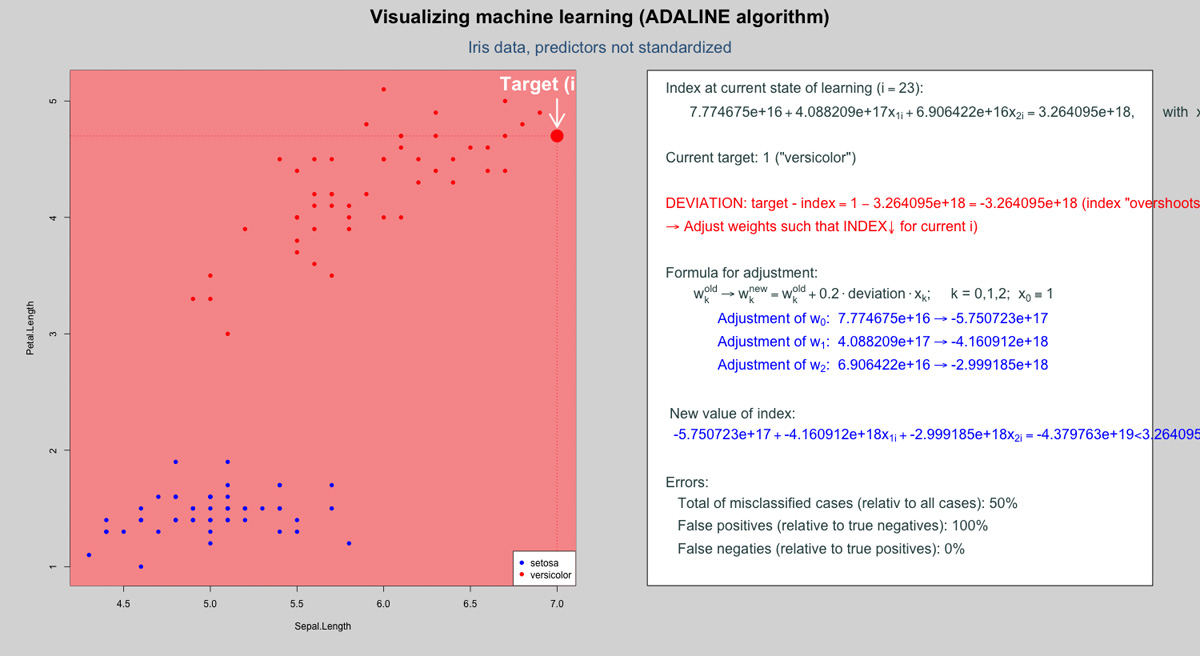 Visualizing machine learning (ADALINE algorithm)
Iris data, predictors not standardized
Target (i
Petal.Length
5
4
3
2
1
4.5 5.0 5.5 6.0 6.5 7.0
Sepal.Length
setosa
versicolor
Index at current state of learning (i = 23):
7.774675e+16 + 4.088209e+17x₁ᵢ + 6.906422e+16x₂ᵢ = 3.264095e+18, with
Current target: 1 ("versicolor")
DEVIATION: target - index = 1 − 3.264095e+18 = -3.264095e+18 (index "overshoots
→ Adjust weights such that INDEX↓ for current i)
Formula for adjustment:
wₖᵒˡᵈ → wₖⁿᵉʷ = wₖᵒˡᵈ + 0.2 · deviation · xₖ; k = 0,1,2; x₀ ≡ 1
Adjustment of w₀: 7.774675e+16 → -5.750723e+17
Adjustment of w₁: 4.088209e+17 → -4.160912e+18
Adjustment of w₂: 6.906422e+16 → -2.999185e+18
New value of index:
-5.750723e+17 + -4.160912e+18x₁ᵢ + -2.999185e+18x₂ᵢ = -4.379763e+19<3.264095
Errors:
Total of misclassified cases (relativ to all cases): 50%
False positives (relative to true negatives): 100%
False negaties (relative to true positives): 0%